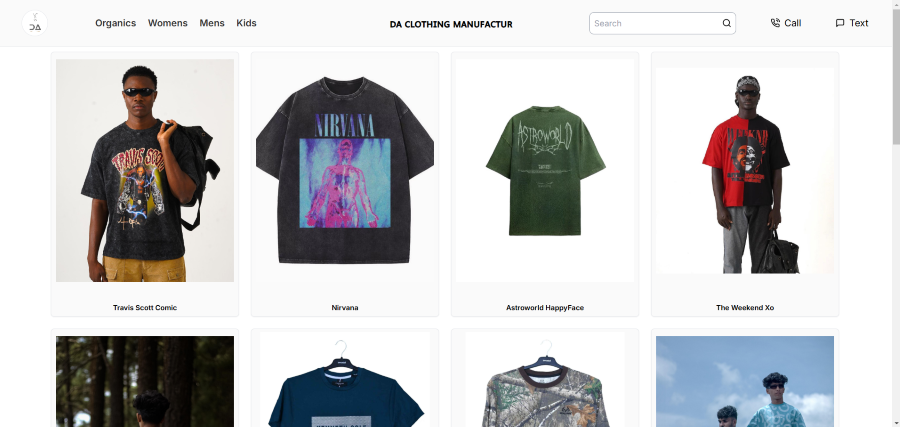 DA
Organics Womens Mens Kids
DA CLOTHING MANUFACTUR
Search
Call
Text
TRAVIS SCOTT
NIRVANA
ASTROWORLD
WEEKND
Travis Scott Comic
Nirvana
Astroworld HappyFace
The Weekend Xo